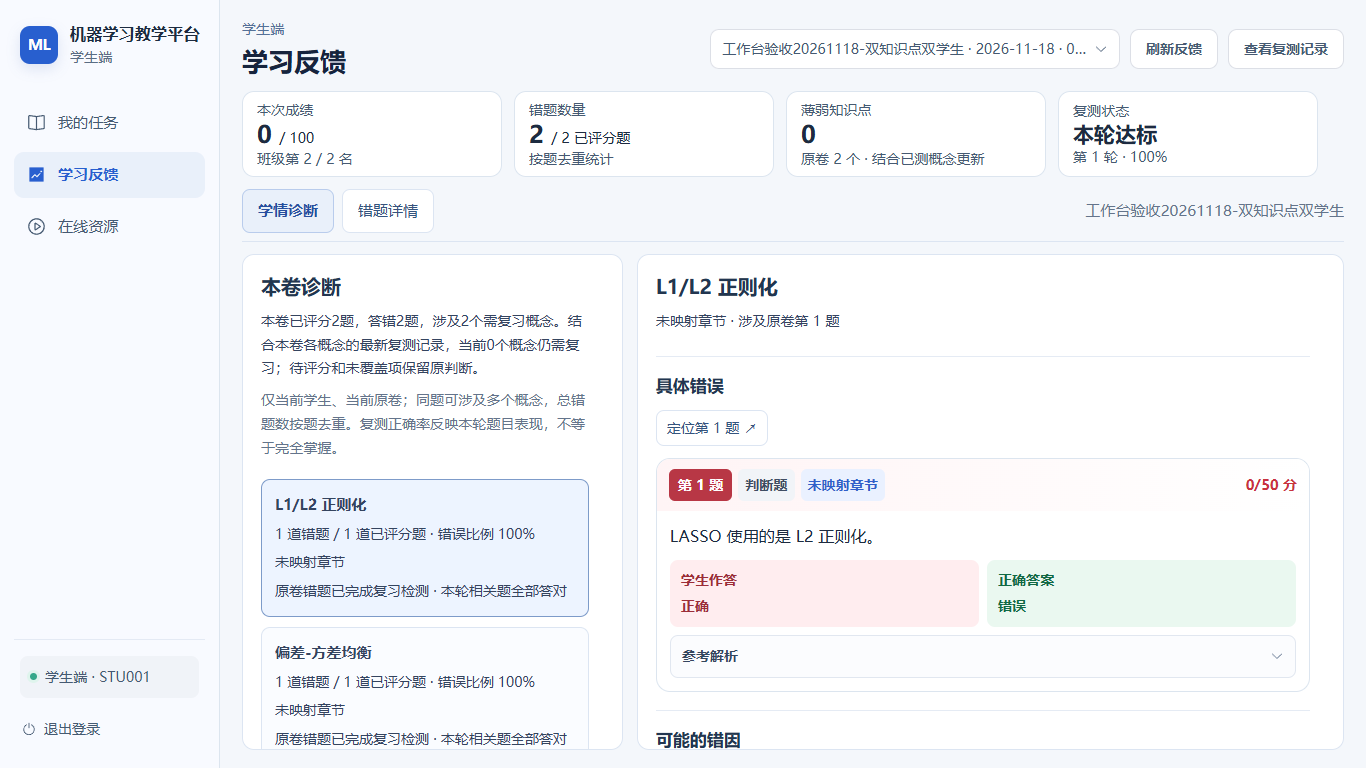 ML
机器学习教学平台
学生端
我的任务
学习反馈
在线资源
学生端 · STU001
退出登录
学生端
学习反馈
工作台验收20261118-双知识点双学生 · 2026-11-18 · 0...
刷新反馈
查看复测记录
本次成绩
0 / 100
班级第 2 / 2 名
错题数量
2 / 2 已评分题
按题去重统计
薄弱知识点
0
原卷 2 个 · 结合已测概念更新
复测状态
本轮达标
第 1 轮 · 100%
学情诊断
错题详情
工作台验收20261118-双知识点双学生
本卷诊断
本卷已评分2题，答错2题，涉及2个需复习概念。结
合本卷各概念的最新复测记录，当前0个概念仍需复
习；待评分和未覆盖项保留原判断。
仅当前学生、当前原卷；同题可涉及多个概念，总错
题数按题去重。复测正确率反映本轮题目表现，不等
于完全掌握。
L1/L2 正则化
1 道错题 / 1 道已评分题 · 错误比例 100%
未映射章节
原卷错题已完成复习检测 · 本轮相关题全部答对
偏差-方差均衡
1 道错题 / 1 道已评分题 · 错误比例 100%
未映射章节
原卷错题已完成复习检测 · 本轮相关题全部答对
L1/L2 正则化
未映射章节 · 涉及原卷第 1 题
具体错误
定位第 1 题 ↗
第 1 题
判断题
未映射章节
0/50 分
LASSO 使用的是 L2 正则化。
学生作答
正确
正确答案
错误
参考解析
可能的错因